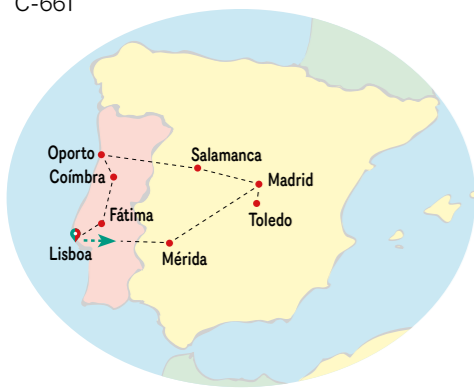 C-661
Oporto
Salamanca
Coímbra
Madrid
Fátima
Toledo
Lisboa
Mérida